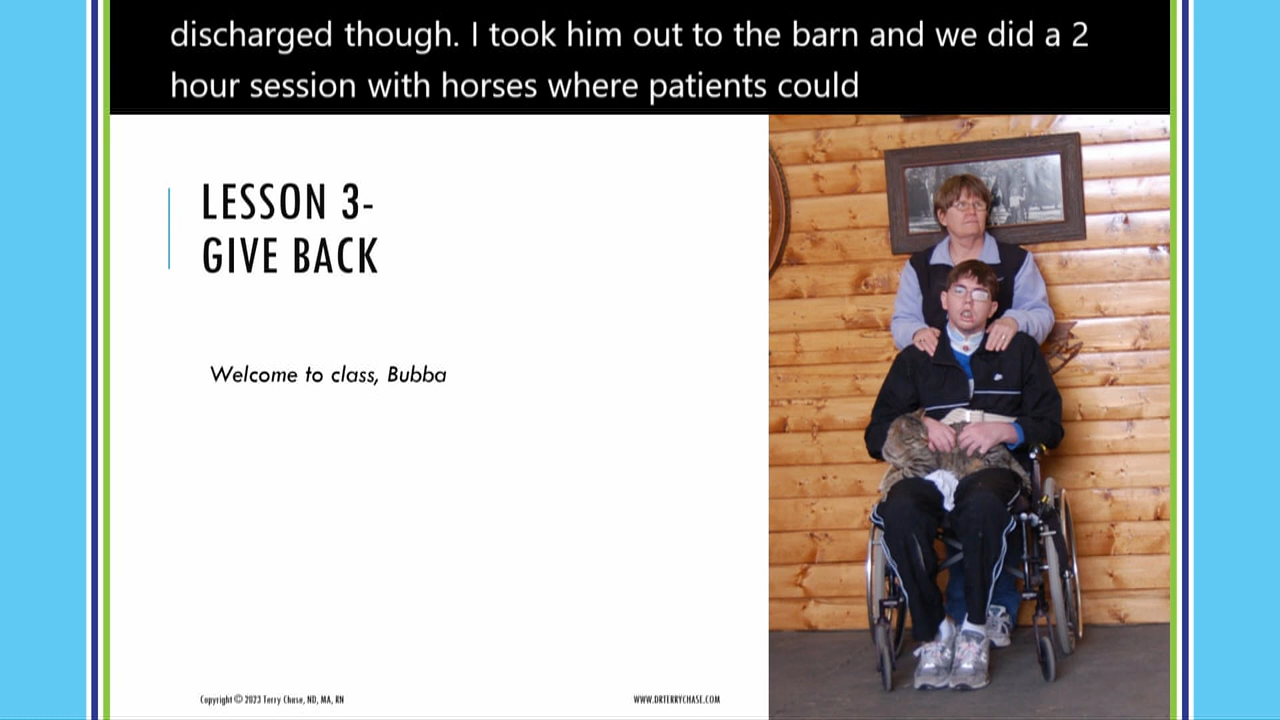 discharged though. I took him out to the barn and we did a 2
hour session with horses where patients could
LESSON 3-
GIVE BACK
Welcome to class, Bubba
Copyright © 2023 Terry Chase, ND, MA, RN
WWW.DRTERRYCHASE.COM